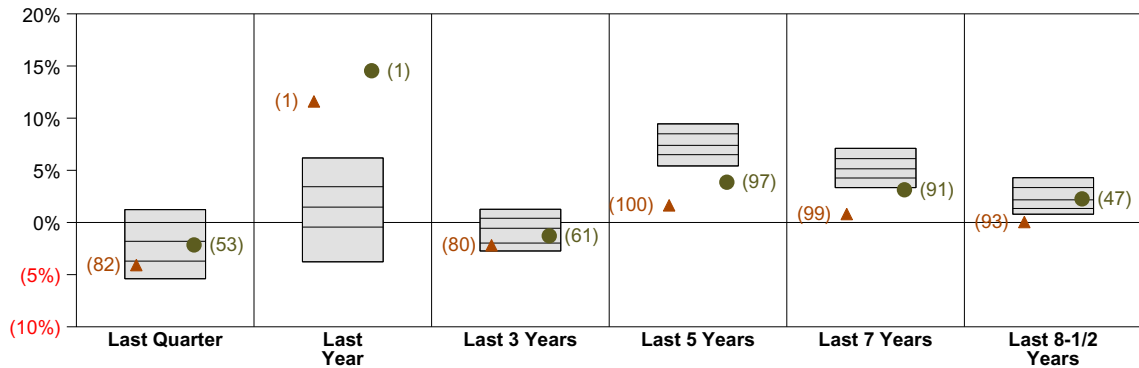 20%
15%
10%
5%
0%
(5%)
(10%)
(82)
(53)
(1)
(1)
(80)
(61)
(100)
(97)
(99)
(91)
(93)
(47)
Last Quarter
Last
Year
Last 3 Years
Last 5 Years
Last 7 Years
Last 8-1/2
Years